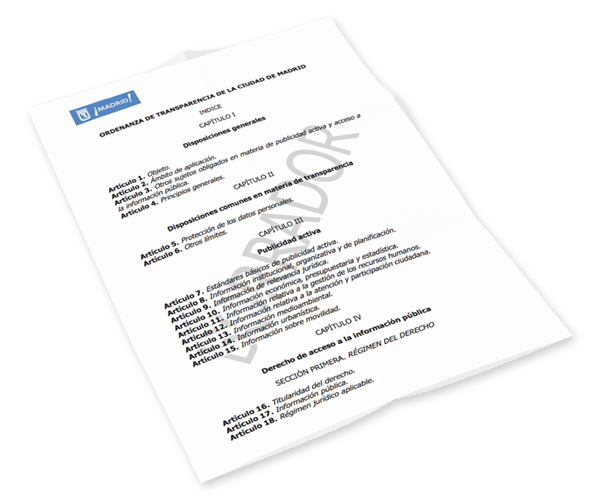 ¡MADRID!
ORDENANZA DE TRANSPARENCIA DE LA CIUDAD DE MADRID
INDICE
CAPÍTULO I
Disposiciones generales
Artículo 1. Objeto.
Artículo 2. Ámbito de aplicación.
Artículo 3. Otros sujetos obligados en materia de publicidad activa y acceso a
la información pública.
Artículo 4. Principios generales.
CAPÍTULO II
Disposiciones comunes en materia de transparencia
Artículo 5. Protección de los datos personales.
Artículo 6. Otros límites.
CAPÍTULO III
Publicidad activa
Artículo 7. Estándares básicos de publicidad activa.
Artículo 8. Información institucional, organizativa y de planificación.
Artículo 9. Información de relevancia jurídica.
Artículo 10. Información económica, presupuestaria y estadística.
Artículo 11. Información relativa a la gestión de los recursos humanos.
Artículo 12. Información relativa a la atención y participación ciudadana.
Artículo 13. Información medioambiental.
Artículo 14. Información urbanística.
Artículo 15. Información sobre movilidad.
CAPÍTULO IV
Derecho de acceso a la información pública
SECCIÓN PRIMERA. RÉGIMEN DEL DERECHO
Artículo 16. Titularidad del derecho.
Artículo 17. Información pública.
Artículo 18. Régimen jurídico aplicable.
BORRADOR